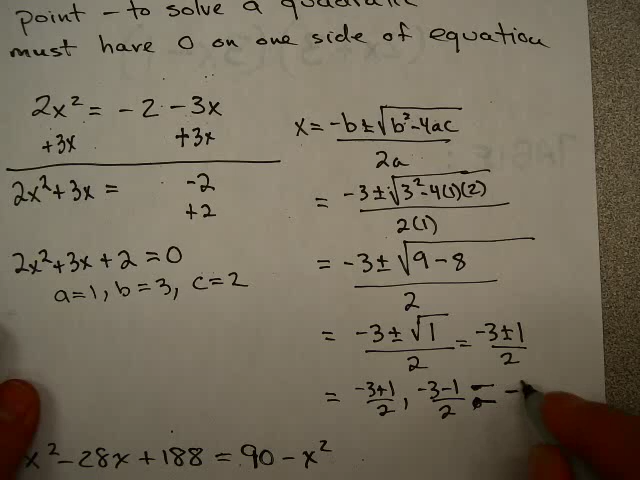 point - to solve a quadratic
must have 0 on one side of equation
2x² = -2 - 3x
+3x +3x
2x² + 3x = -2
+2
2x² + 3x + 2 = 0
a=1, b=3, c=2
x = -b ± √b² - 4ac
2a
= -3 ± √3² - 4(1)(2)
2(1)
= -3 ± √9 - 8
2
= -3 ± √1 = -3 ± 1
2 2
= -3+1 , -3-1 =
2 2
x² - 28x + 188 = 90 - x²